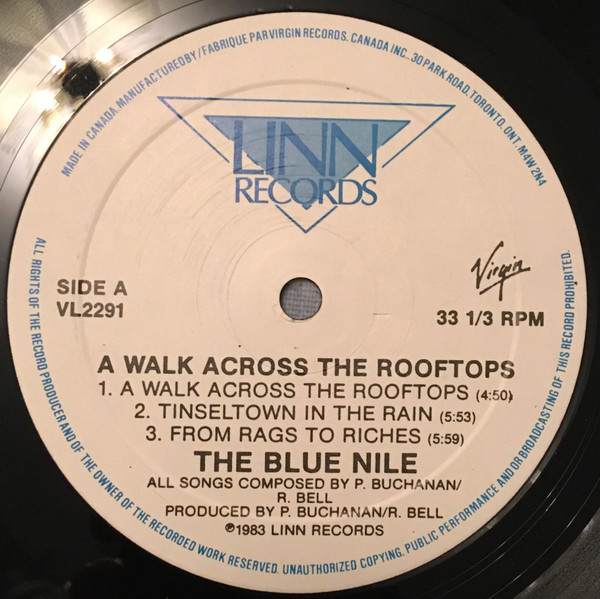 MADE IN CANADA. MANUFACTURED BY/FABRIQUE PAR VIRGIN RECORDS. CANADA INC., 30 PARK ROAD, TORONTO, ONT. M4W 2N4
LINN
RECORDS
SIDE A
VL2291
Virgin
33 1/3 RPM
A WALK ACROSS THE ROOFTOPS
1. A WALK ACROSS THE ROOFTOPS (4:50)
2. TINSELTOWN IN THE RAIN (5:53)
3. FROM RAGS TO RICHES (5:59)
THE BLUE NILE
ALL SONGS COMPOSED BY P. BUCHANAN/
R. BELL
PRODUCED BY P. BUCHANAN/R. BELL
℗1983 LINN RECORDS
ALL RIGHTS OF THE RECORD PRODUCER AND OF THE OWNER OF THE RECORDED WORK RESERVED. UNAUTHORIZED COPYING, PUBLIC PERFORMANCE AND/OR BROADCASTING OF THIS RECORD PROHIBITED.